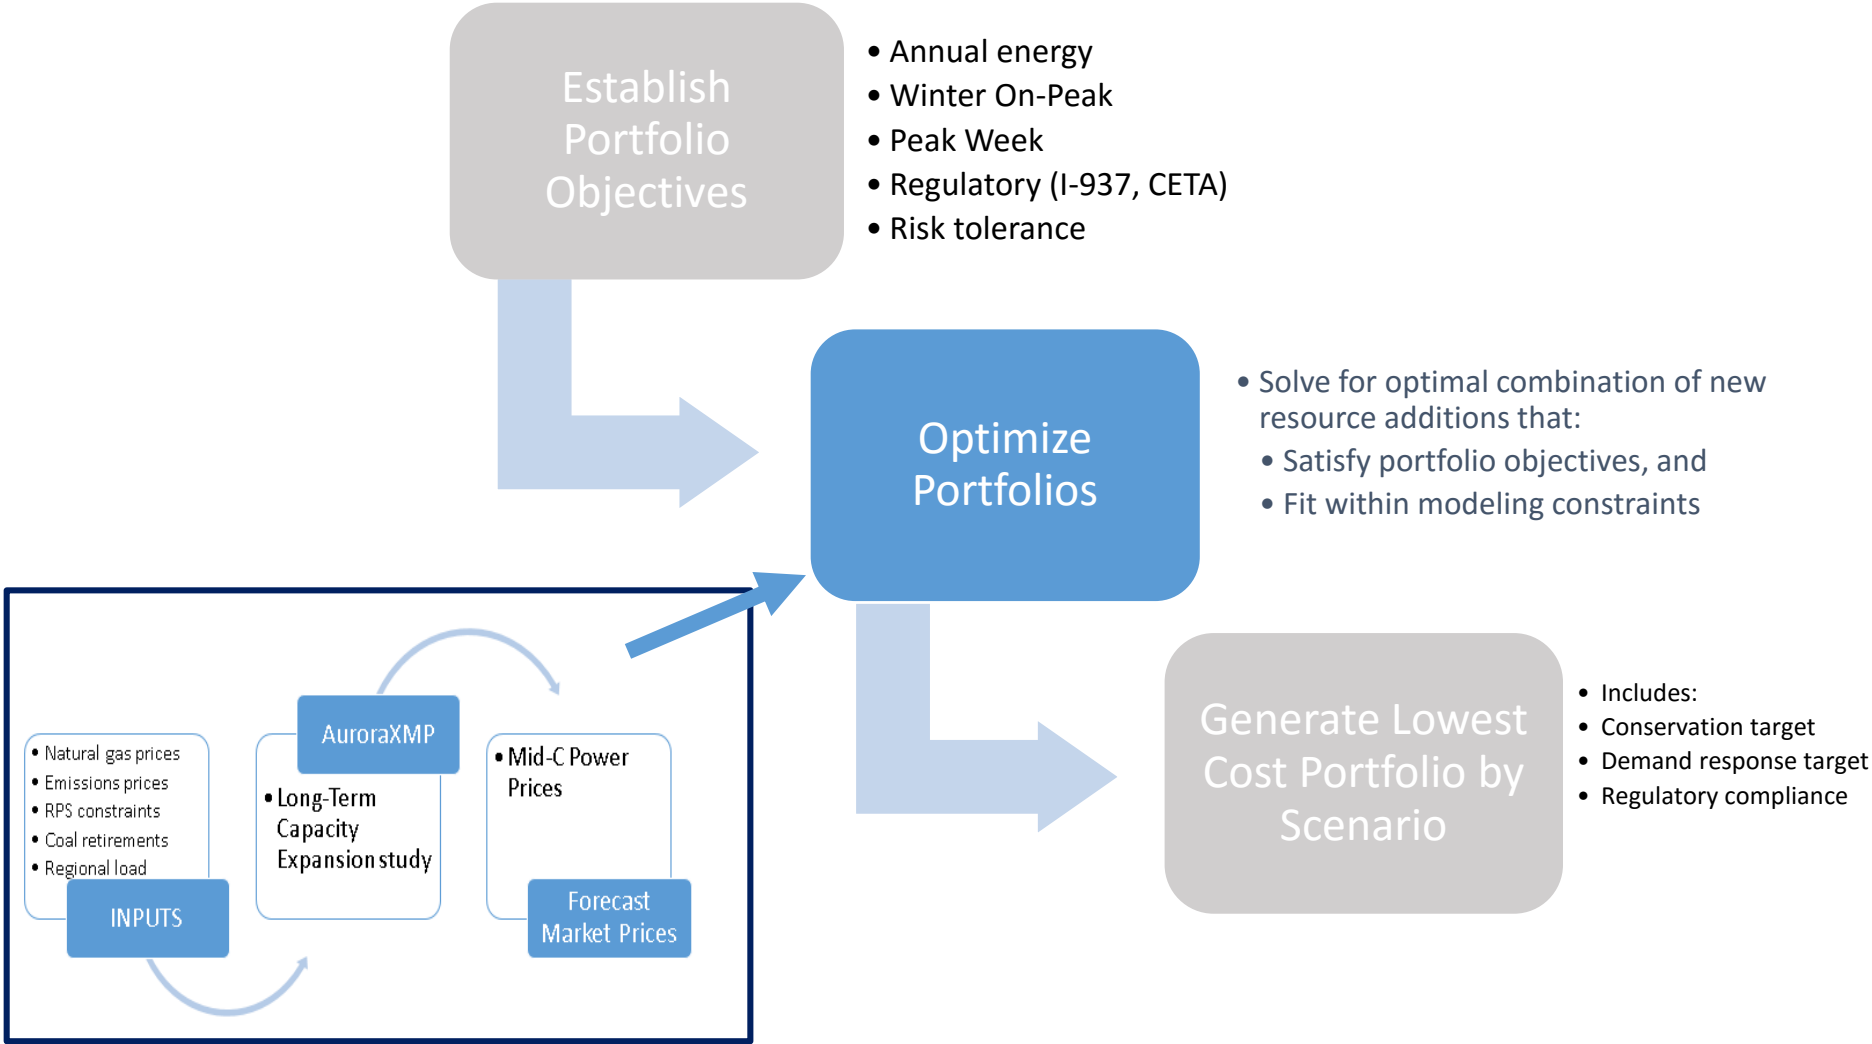 Establish
Portfolio
Objectives
• Annual energy
• Winter On-Peak
• Peak Week
• Regulatory (I-937, CETA)
• Risk tolerance
Optimize
Portfolios
• Solve for optimal combination of new
resource additions that:
• Satisfy portfolio objectives, and
• Fit within modeling constraints
• Natural gas prices
• Emissions prices
• RPS constraints
• Coal retirements
• Regional load
INPUTS
AuroraXMP
• Long-Term
Capacity
Expansion study
• Mid-C Power
Prices
Forecast
Market Prices
Generate Lowest
Cost Portfolio by
Scenario
• Includes:
• Conservation target
• Demand response target
• Regulatory compliance